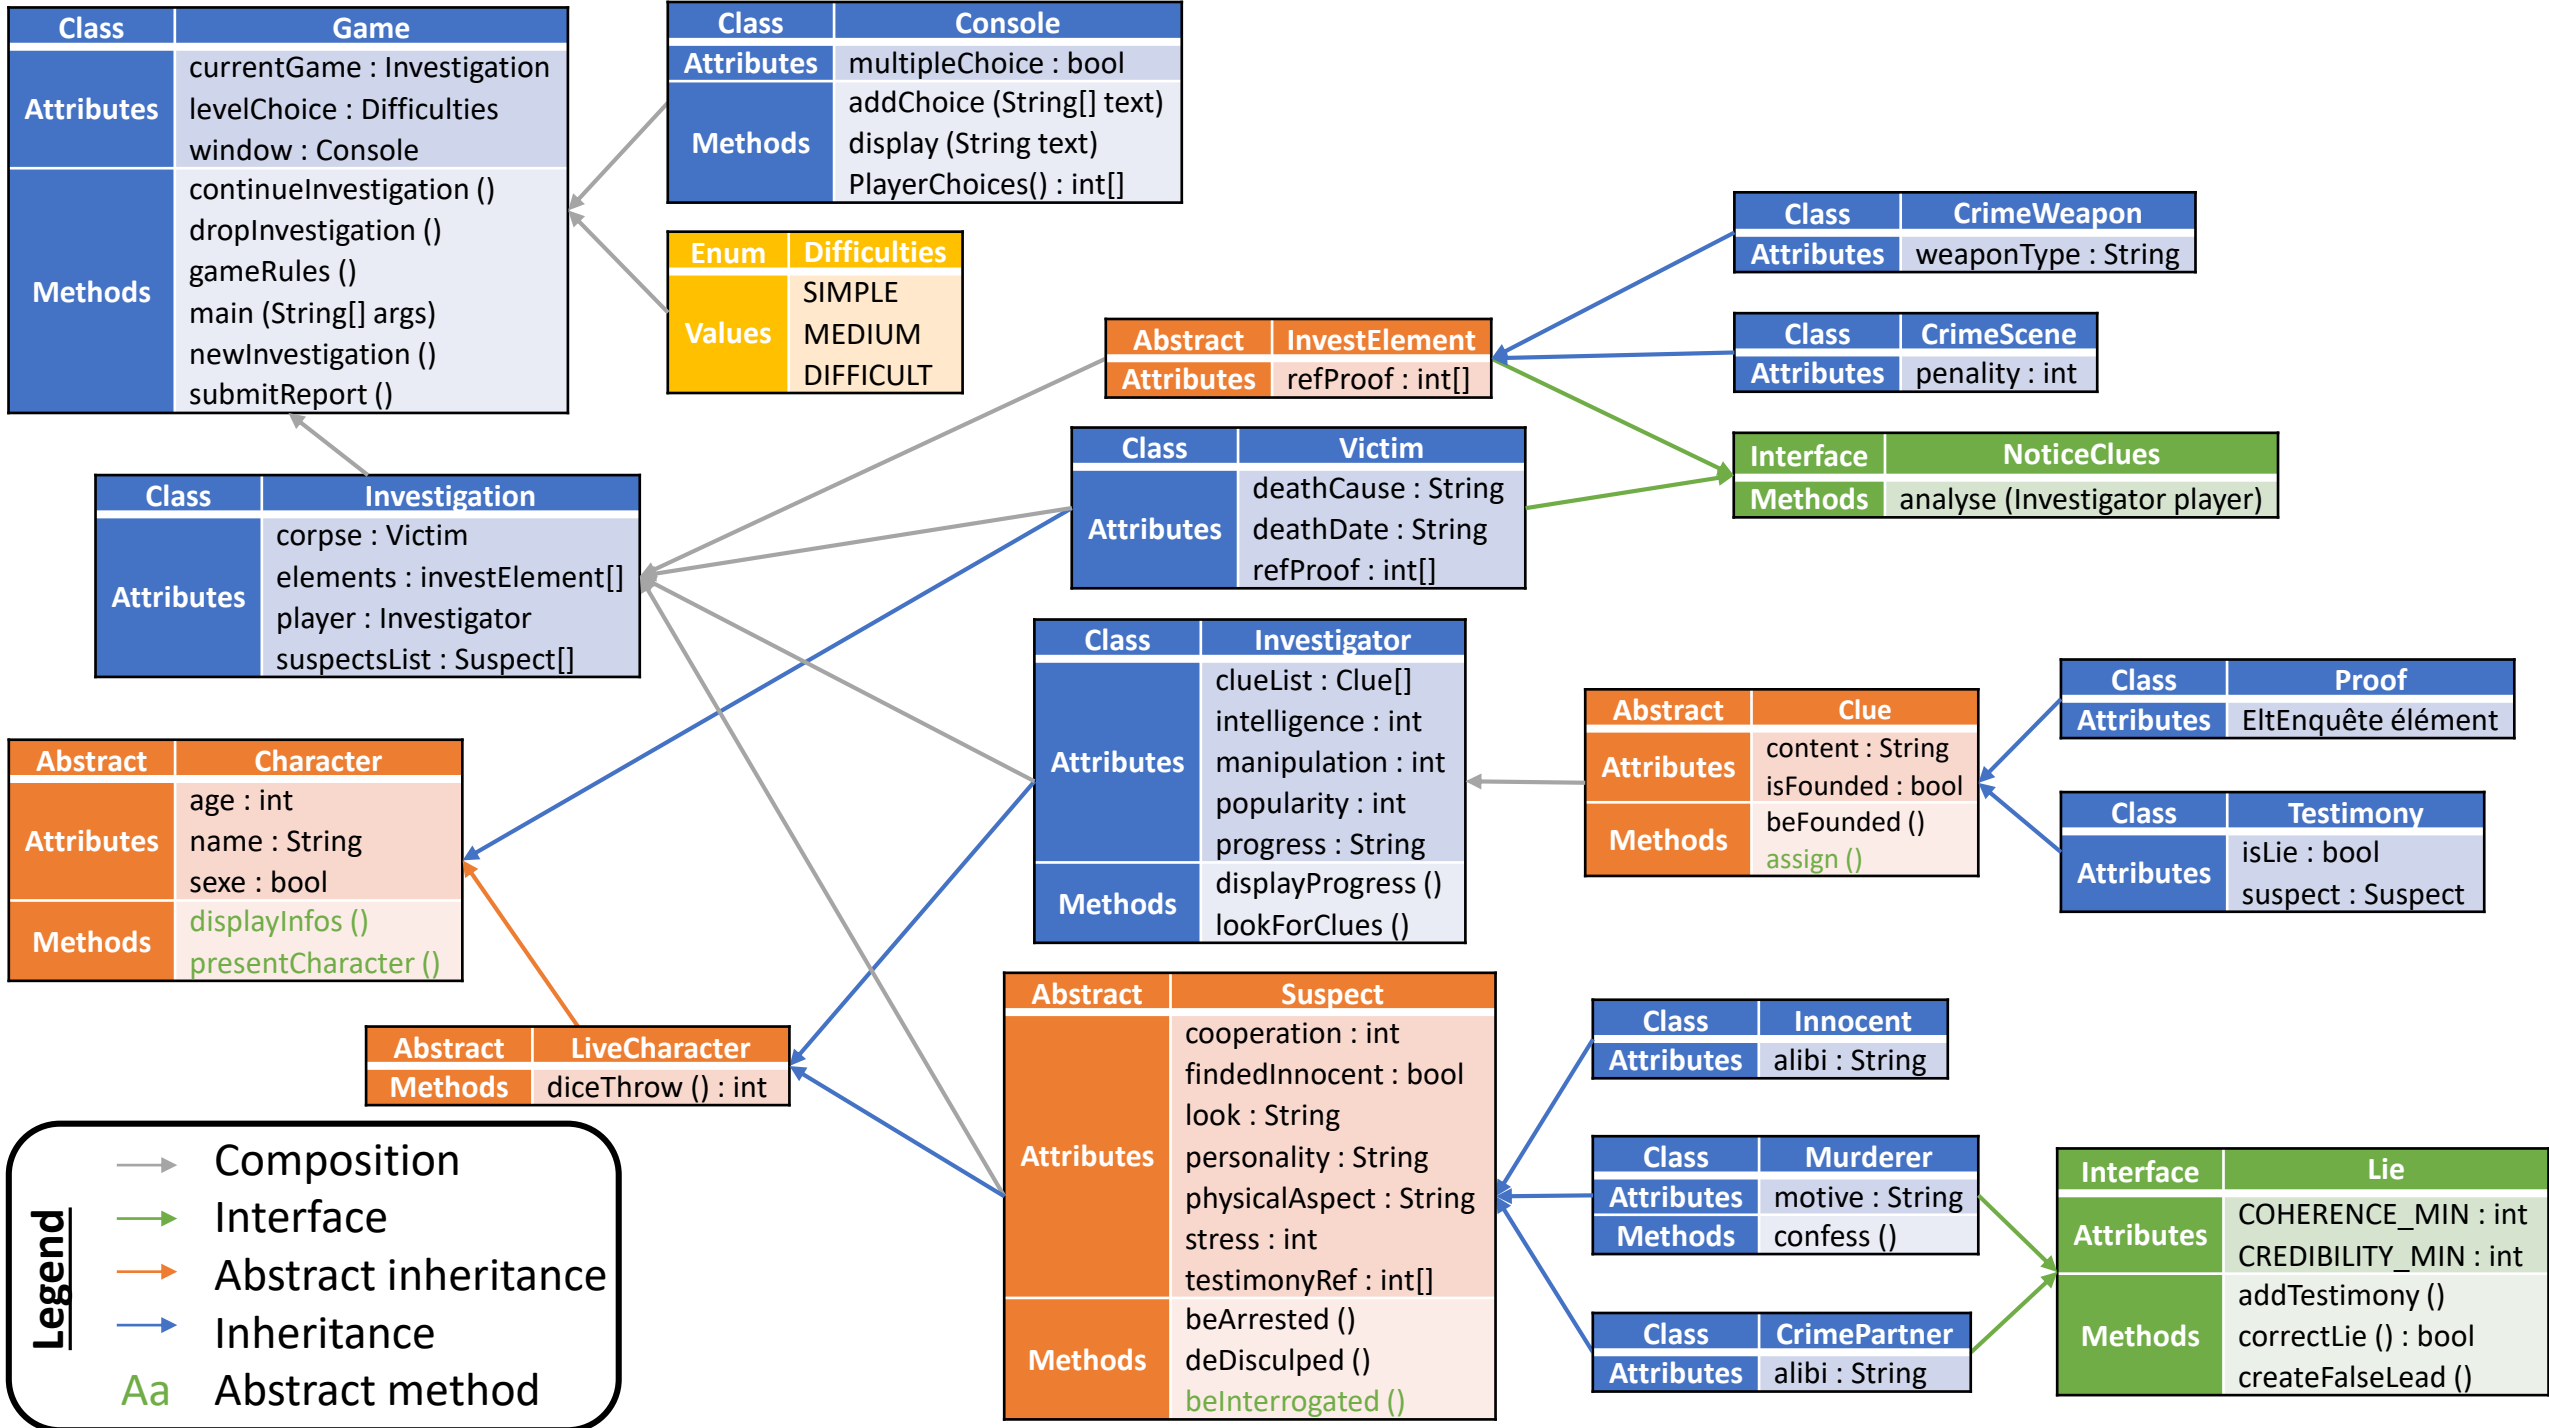 Class Game
Attributes
currentGame : Investigation
levelChoice : Difficulties
window : Console
Methods
continueInvestigation ()
dropInvestigation ()
gameRules ()
main (String[] args)
newInvestigation ()
submitReport ()
Class Console
Attributes multipleChoice : bool
Methods
addChoice (String[] text)
display (String text)
PlayerChoices() : int[]
Enum Difficulties
Values
SIMPLE
MEDIUM
DIFFICULT
Class CrimeWeapon
Attributes weaponType : String
Abstract InvestElement
Attributes refProof : int[]
Class CrimeScene
Attributes penality : int
Class Victim
Attributes
deathCause : String
deathDate : String
refProof : int[]
Interface NoticeClues
Methods analyse (Investigator player)
Class Investigation
Attributes
corpse : Victim
elements : investElement[]
player : Investigator
suspectsList : Suspect[]
Class Investigator
Attributes
clueList : Clue[]
intelligence : int
manipulation : int
popularity : int
progress : String
Methods
displayProgress ()
lookForClues ()
Abstract Clue
Attributes
content : String
isFounded : bool
Methods
beFounded ()
assign ()
Class Proof
Attributes EltEnquête élément
Class Testimony
Attributes
isLie : bool
suspect : Suspect
Abstract Character
Attributes
age : int
name : String
sexe : bool
Methods
displayInfos ()
presentCharacter ()
Abstract LiveCharacter
Methods diceThrow () : int
Abstract Suspect
Attributes
cooperation : int
findedInnocent : bool
look : String
personality : String
physicalAspect : String
stress : int
testimonyRef : int[]
Methods
beArrested ()
deDisculped ()
beInterrogated ()
Class Innocent
Attributes alibi : String
Class Murderer
Attributes motive : String
Methods confess ()
Class CrimePartner
Attributes alibi : String
Interface Lie
Attributes
COHERENCE_MIN : int
CREDIBILITY_MIN : int
Methods
addTestimony ()
correctLie () : bool
createFalseLead ()
Legend
Composition
Interface
Abstract inheritance
Inheritance
Aa Abstract method